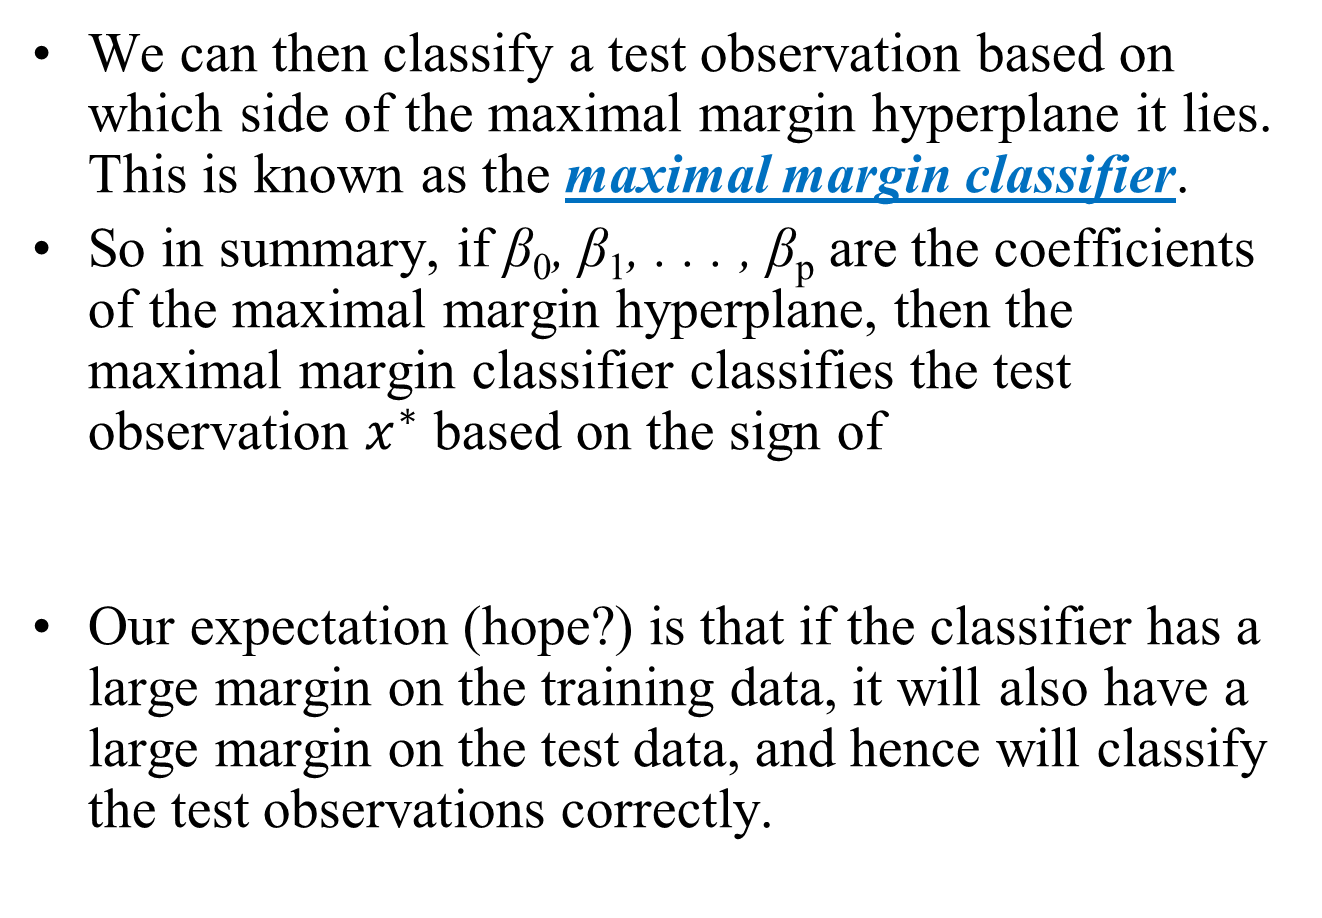 • We can then classify a test observation based on
which side of the maximal margin hyperplane it lies.
This is known as the maximal margin classifier.
• So in summary, if β₀, β₁, . . . , βₚ are the coefficients
of the maximal margin hyperplane, then the
maximal margin classifier classifies the test
observation x* based on the sign of
• Our expectation (hope?) is that if the classifier has a
large margin on the training data, it will also have a
large margin on the test data, and hence will classify
the test observations correctly.